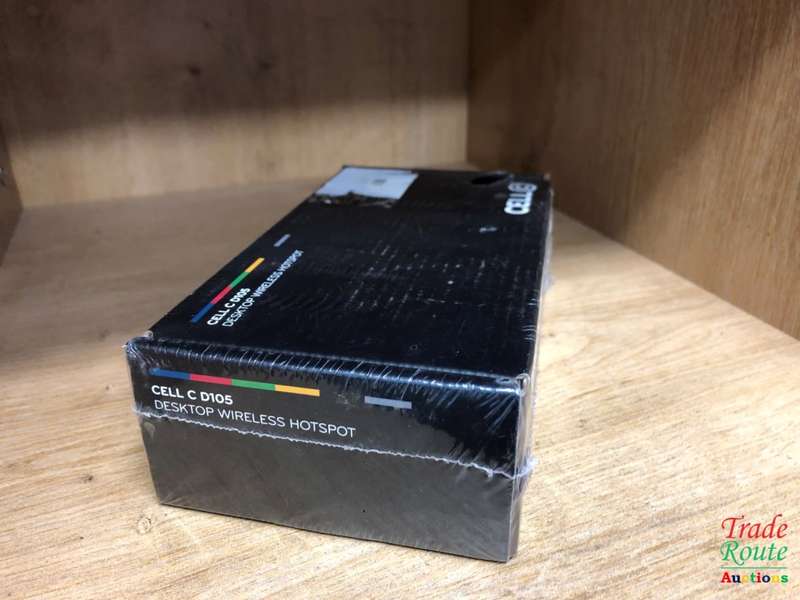 CELL C
CELL C D105
DESKTOP WIRELESS HOTSPOT
CELL C D105
DESKTOP WIRELESS HOTSPOT
Trade
Route
Auctions